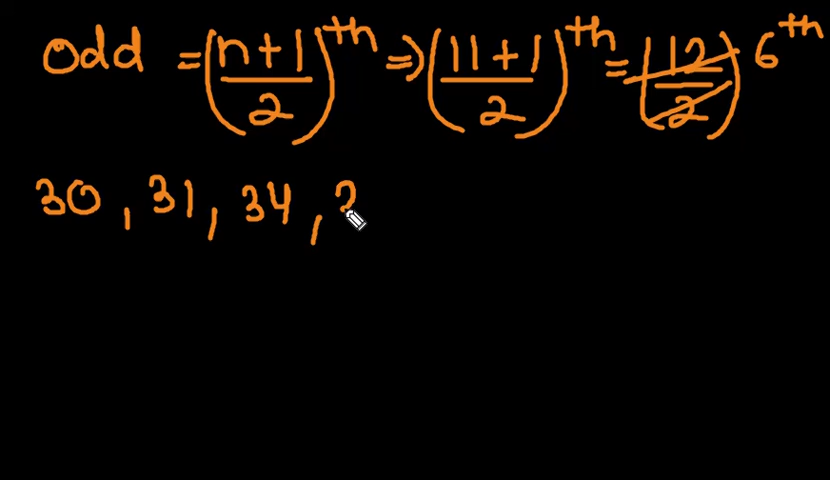 Odd = (n+1/2)th ⇒ (11+1/2)th = (12/2) 6th
30, 31, 34,